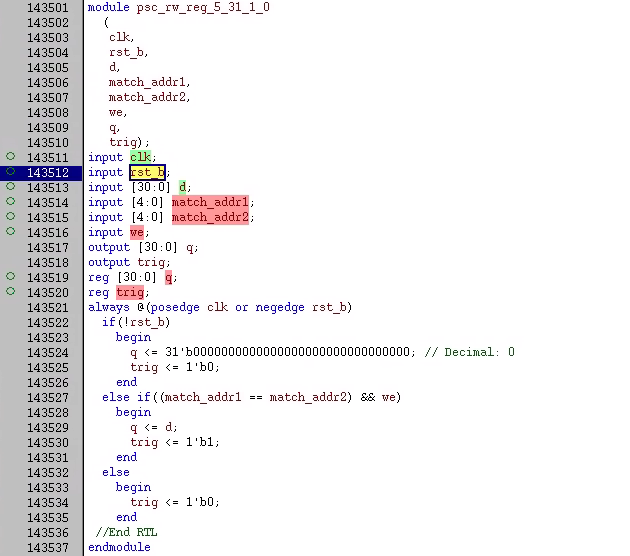 143501 module psc_rw_reg_5_31_1_0
143502 (
143503 clk,
143504 rst_b,
143505 d,
143506 match_addr1,
143507 match_addr2,
143508 we,
143509 q,
143510 trig);
143511 input clk;
143512 input rst_b;
143513 input [30:0] d;
143514 input [4:0] match_addr1;
143515 input [4:0] match_addr2;
143516 input we;
143517 output [30:0] q;
143518 output trig;
143519 reg [30:0] q;
143520 reg trig;
143521 always @(posedge clk or negedge rst_b)
143522 if(!rst_b)
143523 begin
143524 q <= 31'b0000000000000000000000000000000; // Decimal: 0
143525 trig <= 1'b0;
143526 end
143527 else if((match_addr1 == match_addr2) && we)
143528 begin
143529 q <= d;
143530 trig <= 1'b1;
143531 end
143532 else
143533 begin
143534 trig <= 1'b0;
143535 end
143536 //End RTL
143537 endmodule